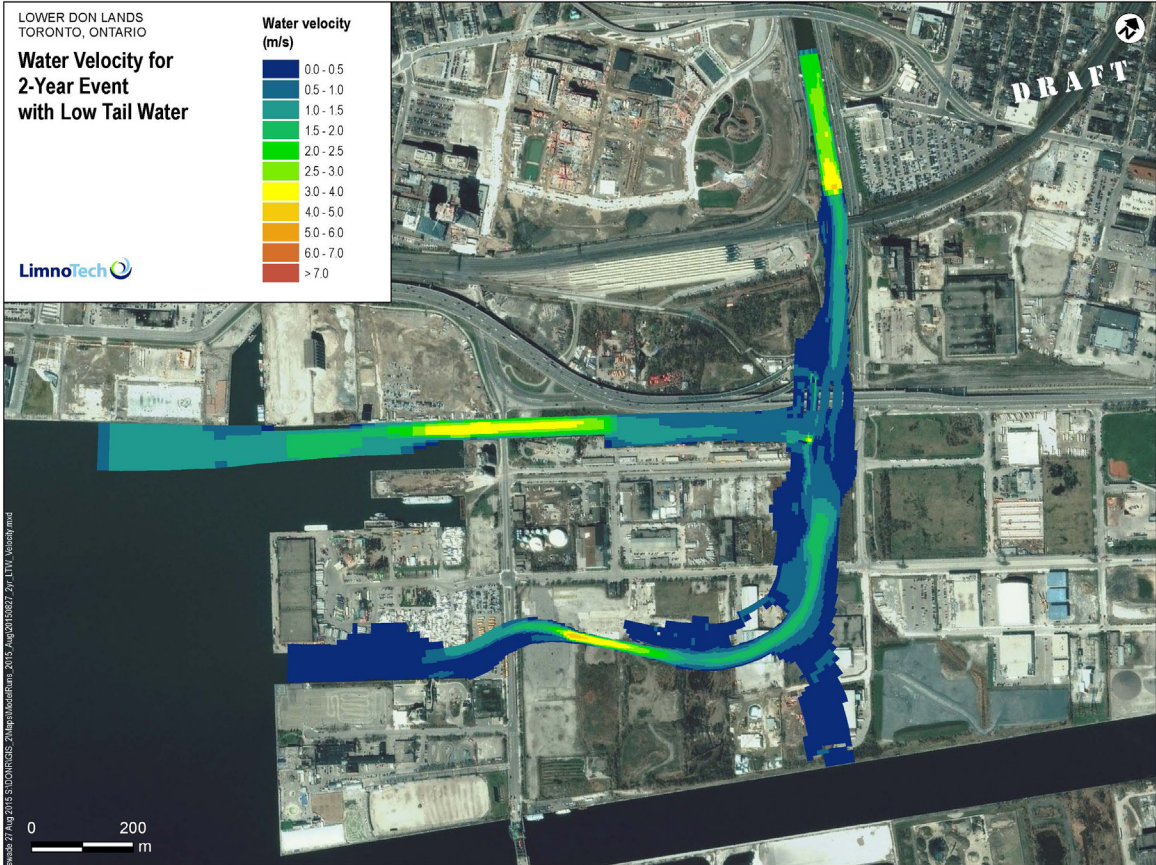 LOWER DON LANDS
TORONTO, ONTARIO
Water Velocity for
2-Year Event
with Low Tail Water
LimnoTech
Water velocity
(m/s)
0.0 - 0.5
0.5 - 1.0
1.0 - 1.5
1.5 - 2.0
2.0 - 2.5
2.5 - 3.0
3.0 - 4.0
4.0 - 5.0
5.0 - 6.0
6.0 - 7.0
> 7.0
N
DRAFT
0 200
m